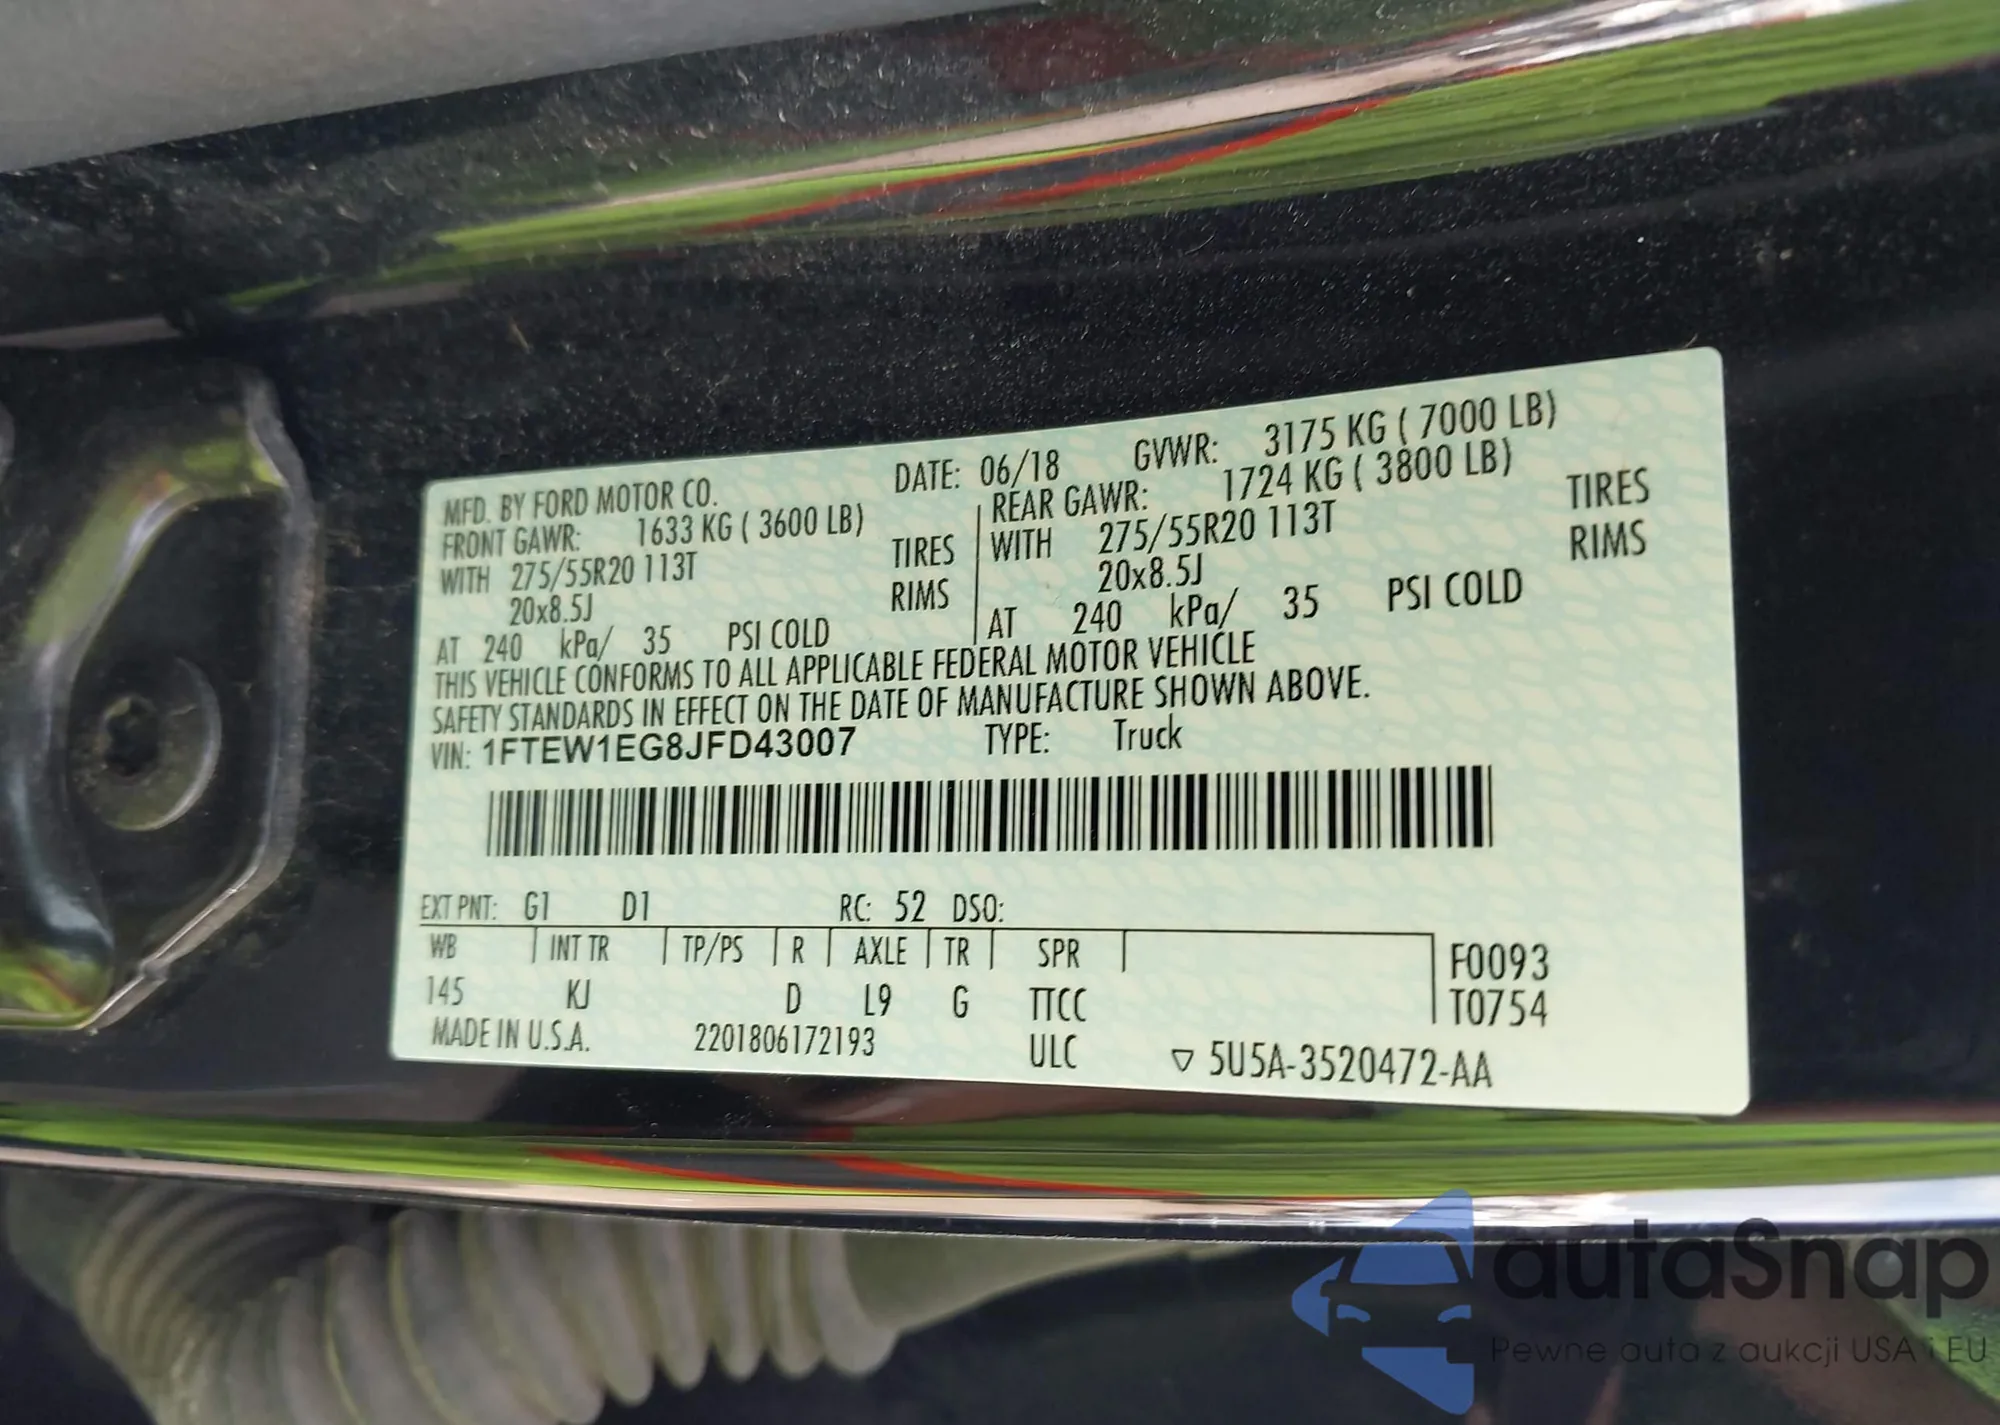 MFD. BY FORD MOTOR CO. DATE: 06/18 GVWR: 3175 KG ( 7000 LB)
FRONT GAWR: 1633 KG ( 3600 LB) REAR GAWR: 1724 KG ( 3800 LB)
WITH 275/55R20 113T TIRES WITH 275/55R20 113T TIRES
20x8.5J RIMS 20x8.5J RIMS
AT 240 kPa/ 35 PSI COLD AT 240 kPa/ 35 PSI COLD
THIS VEHICLE CONFORMS TO ALL APPLICABLE FEDERAL MOTOR VEHICLE
SAFETY STANDARDS IN EFFECT ON THE DATE OF MANUFACTURE SHOWN ABOVE.
VIN: 1FTEW1EG8JFD43007 TYPE: Truck
EXT PNT: G1 D1 RC: 52 DSO:
WB INT TR TP/PS R AXLE TR SPR F0093
145 KJ D L9 G TTCC T0754
MADE IN U.S.A. 2201806172193 ULC ▽ 5U5A-3520472-AA
autaSnap
Pewne auta z aukcji USA i EU